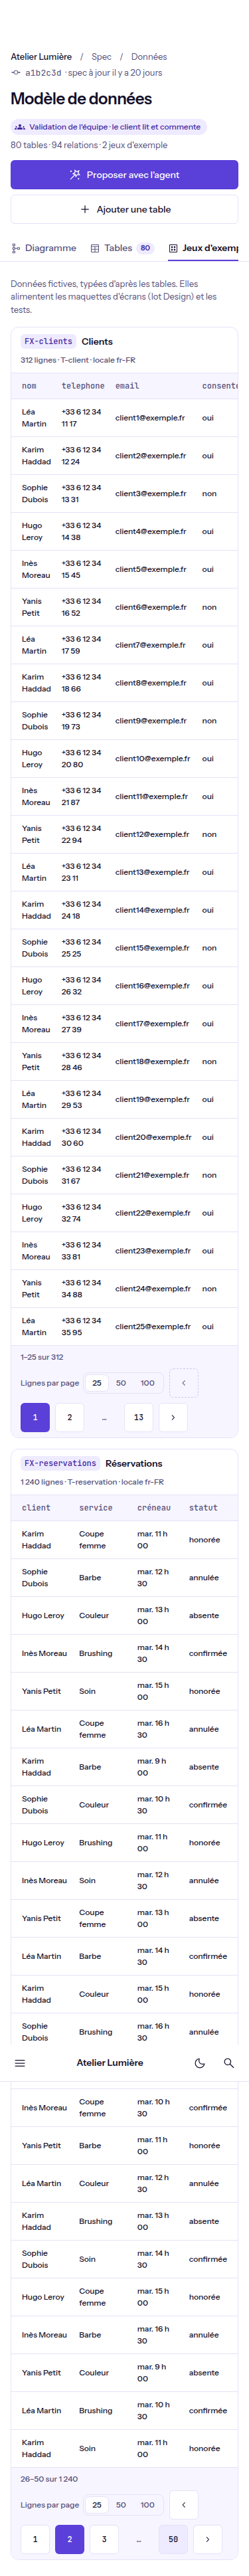 Atelier Lumière / Spec / Données
a1b2c3d · spec à jour il y a 20 jours
Modèle de données
Validation de l'équipe · le client lit et commente
80 tables · 94 relations · 2 jeux d'exemple
Proposer avec l'agent
Ajouter une table
Diagramme Tables 80 Jeux d'exemp
Données fictives, typées d'après les tables. Elles
alimentent les maquettes d'écrans (lot Design) et les
tests.
FX-clients Clients
312 lignes · T-client · locale fr-FR
nom telephone email consent
Léa Martin +33 6 12 34 11 17 client1@exemple.fr oui
Karim Haddad +33 6 12 34 12 24 client2@exemple.fr oui
Sophie Dubois +33 6 12 34 13 31 client3@exemple.fr non
Hugo Leroy +33 6 12 34 14 38 client4@exemple.fr oui
Inès Moreau +33 6 12 34 15 45 client5@exemple.fr oui
Yanis Petit +33 6 12 34 16 52 client6@exemple.fr non
Léa Martin +33 6 12 34 17 59 client7@exemple.fr oui
Karim Haddad +33 6 12 34 18 66 client8@exemple.fr oui
Sophie Dubois +33 6 12 34 19 73 client9@exemple.fr non
Hugo Leroy +33 6 12 34 20 80 client10@exemple.fr oui
Inès Moreau +33 6 12 34 21 87 client11@exemple.fr oui
Yanis Petit +33 6 12 34 22 94 client12@exemple.fr non
Léa Martin +33 6 12 34 23 11 client13@exemple.fr oui
Karim Haddad +33 6 12 34 24 18 client14@exemple.fr oui
Sophie Dubois +33 6 12 34 25 25 client15@exemple.fr non
Hugo Leroy +33 6 12 34 26 32 client16@exemple.fr oui
Inès Moreau +33 6 12 34 27 39 client17@exemple.fr oui
Yanis Petit +33 6 12 34 28 46 client18@exemple.fr non
Léa Martin +33 6 12 34 29 53 client19@exemple.fr oui
Karim Haddad +33 6 12 34 30 60 client20@exemple.fr oui
Sophie Dubois +33 6 12 34 31 67 client21@exemple.fr non
Hugo Leroy +33 6 12 34 32 74 client22@exemple.fr oui
Inès Moreau +33 6 12 34 33 81 client23@exemple.fr oui
Yanis Petit +33 6 12 34 34 88 client24@exemple.fr non
Léa Martin +33 6 12 34 35 95 client25@exemple.fr oui
1–25 sur 312
Lignes par page 25 50 100 ‹
1 2 … 13 ›
FX-reservations Réservations
1 240 lignes · T-reservation · locale fr-FR
client service créneau statut
Karim Haddad Coupe femme mar. 11 h 00 honorée
Sophie Dubois Barbe mar. 12 h 30 annulée
Hugo Leroy Couleur mar. 13 h 00 absente
Inès Moreau Brushing mar. 14 h 30 confirmée
Yanis Petit Soin mar. 15 h 00 honorée
Léa Martin Coupe femme mar. 16 h 30 annulée
Karim Haddad Barbe mar. 9 h 00 absente
Sophie Dubois Couleur mar. 10 h 30 confirmée
Hugo Leroy Brushing mar. 11 h 00 honorée
Inès Moreau Soin mar. 12 h 30 annulée
Yanis Petit Coupe femme mar. 13 h 00 absente
Léa Martin Barbe mar. 14 h 30 confirmée
Karim Haddad Couleur mar. 15 h 00 honorée
Sophie Dubois Brushing mar. 16 h 30 annulée
Atelier Lumière
Inès Moreau Coupe femme mar. 10 h 30 confirmée
Yanis Petit Barbe mar. 11 h 00 honorée
Léa Martin Couleur mar. 12 h 30 annulée
Karim Haddad Brushing mar. 13 h 00 absente
Sophie Dubois Soin mar. 14 h 30 confirmée
Hugo Leroy Coupe femme mar. 15 h 00 honorée
Inès Moreau Barbe mar. 16 h 30 annulée
Yanis Petit Couleur mar. 9 h 00 absente
Léa Martin Brushing mar. 10 h 30 confirmée
Karim Haddad Soin mar. 11 h 00 honorée
26–50 sur 1 240
Lignes par page 25 50 100 ‹
1 2 3 … 50 ›